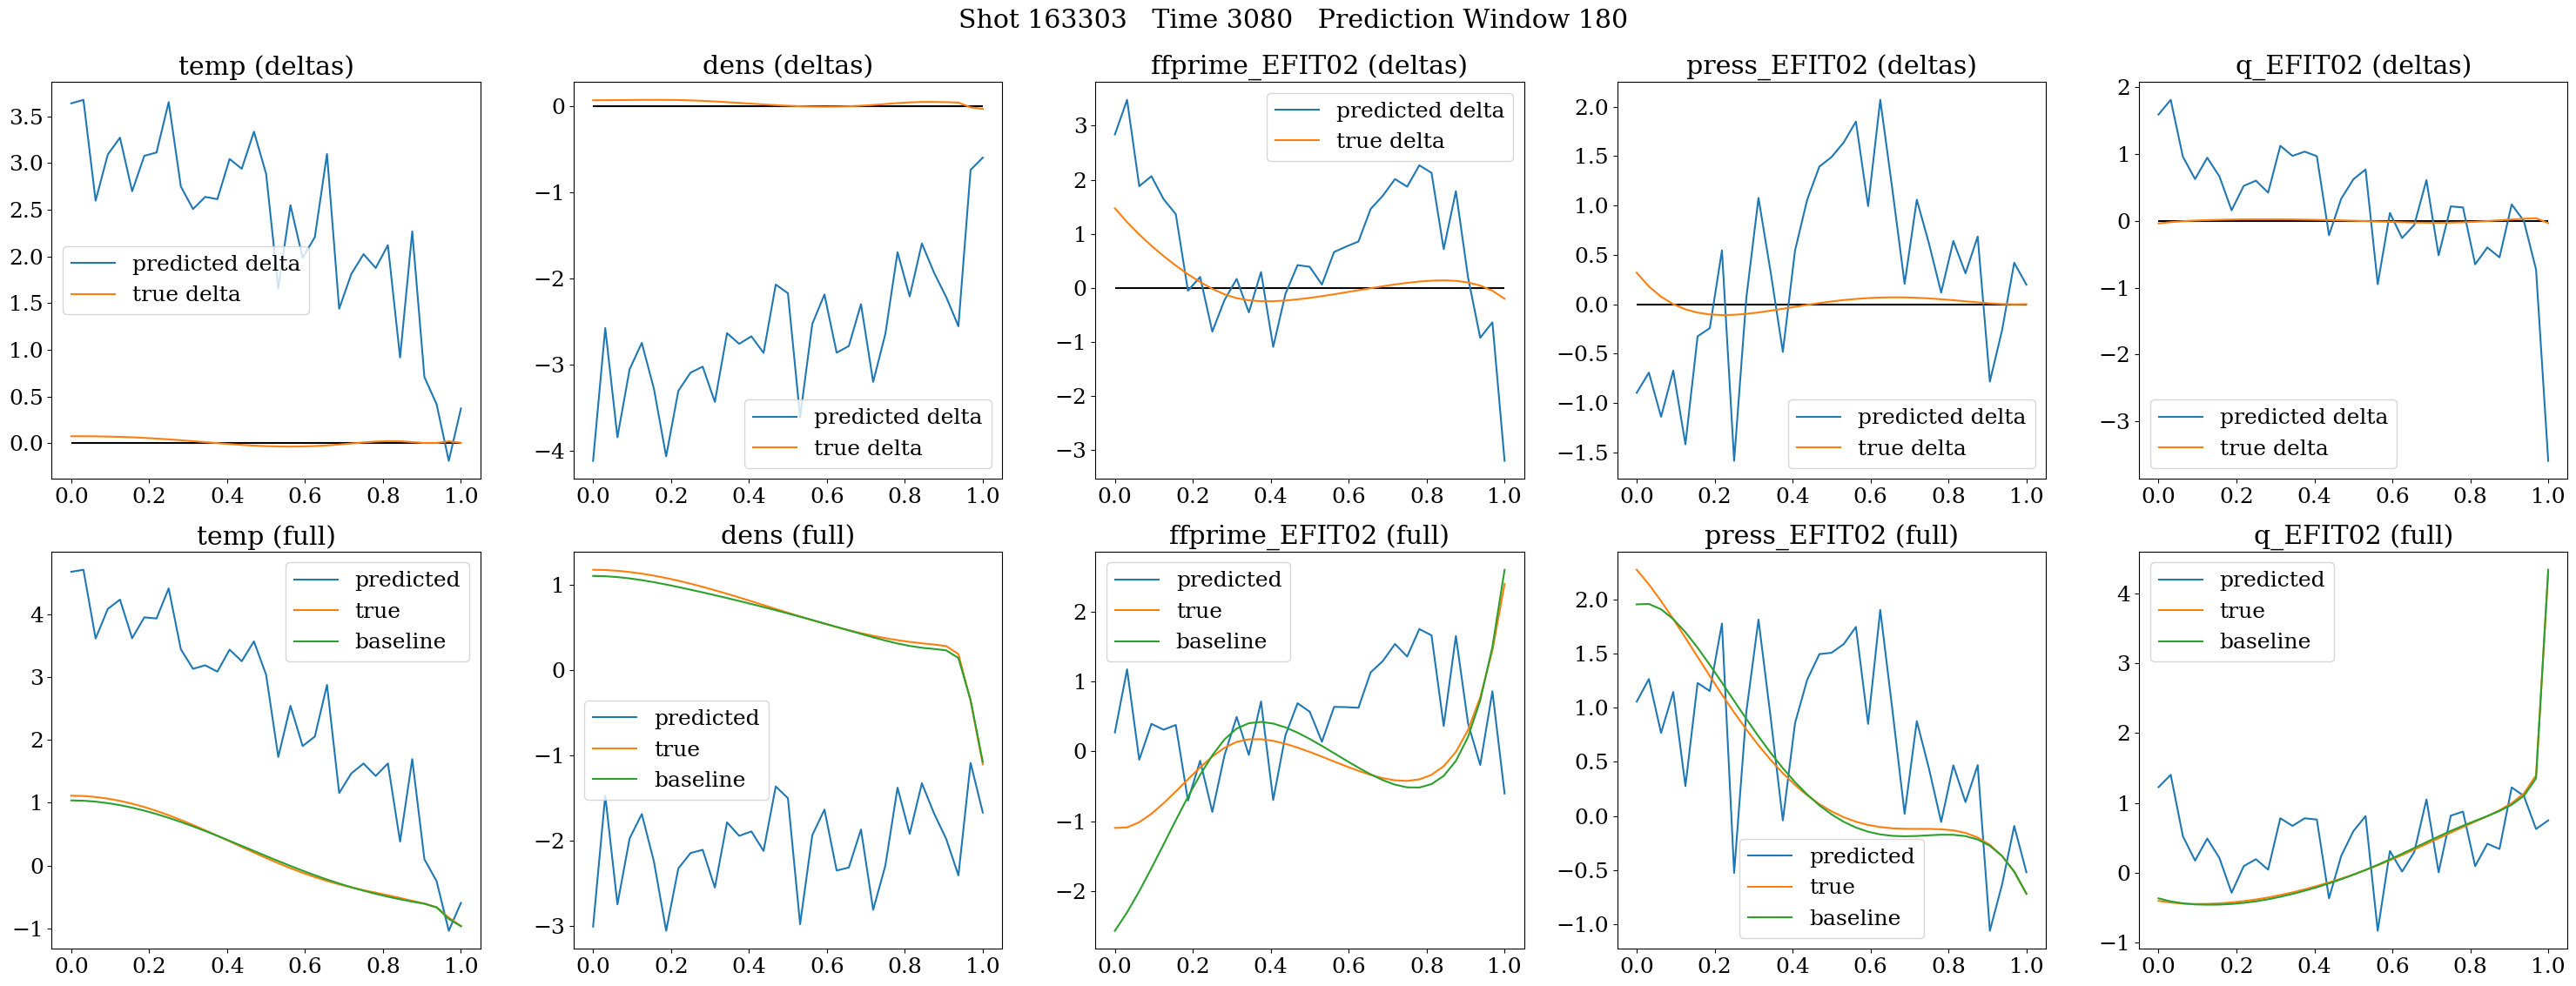 Shot 163303   Time 3080   Prediction Window 180
temp (deltas)
3.5
3.0
2.5
2.0
1.5
1.0
0.5
0.0
predicted delta
true delta
0.0 0.2 0.4 0.6 0.8 1.0
dens (deltas)
0
−1
−2
−3
−4
predicted delta
true delta
0.0 0.2 0.4 0.6 0.8 1.0
ffprime_EFIT02 (deltas)
3
2
1
0
−1
−2
−3
predicted delta
true delta
0.0 0.2 0.4 0.6 0.8 1.0
press_EFIT02 (deltas)
2.0
1.5
1.0
0.5
0.0
−0.5
−1.0
−1.5
predicted delta
true delta
0.0 0.2 0.4 0.6 0.8 1.0
q_EFIT02 (deltas)
2
1
0
−1
−2
−3
predicted delta
true delta
0.0 0.2 0.4 0.6 0.8 1.0
temp (full)
4
3
2
1
0
−1
predicted
true
baseline
0.0 0.2 0.4 0.6 0.8 1.0
dens (full)
1
0
−1
−2
−3
predicted
true
baseline
0.0 0.2 0.4 0.6 0.8 1.0
ffprime_EFIT02 (full)
2
1
0
−1
−2
predicted
true
baseline
0.0 0.2 0.4 0.6 0.8 1.0
press_EFIT02 (full)
2.0
1.5
1.0
0.5
0.0
−0.5
−1.0
predicted
true
baseline
0.0 0.2 0.4 0.6 0.8 1.0
q_EFIT02 (full)
4
3
2
1
0
−1
predicted
true
baseline
0.0 0.2 0.4 0.6 0.8 1.0